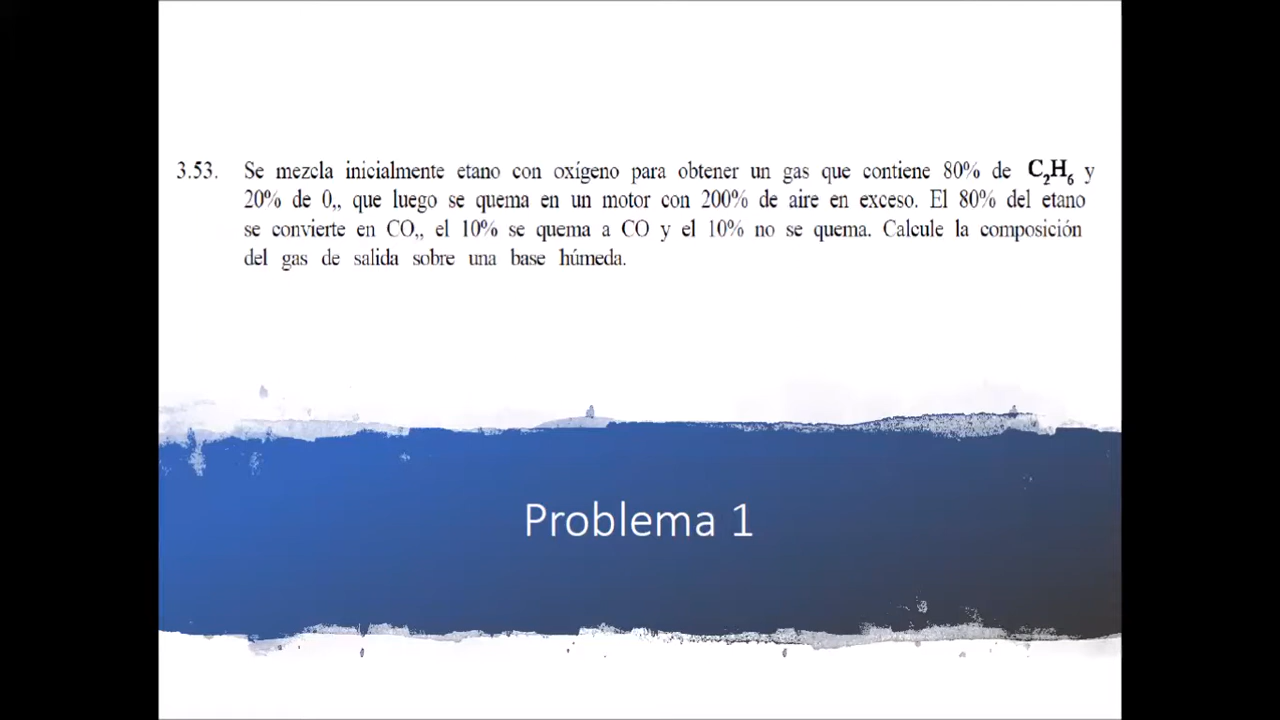 3.53. Se mezcla inicialmente etano con oxígeno para obtener un gas que contiene 80% de C₂H₆ y
20% de 0,, que luego se quema en un motor con 200% de aire en exceso. El 80% del etano
se convierte en CO,, el 10% se quema a CO y el 10% no se quema. Calcule la composición
del gas de salida sobre una base húmeda.
Problema 1